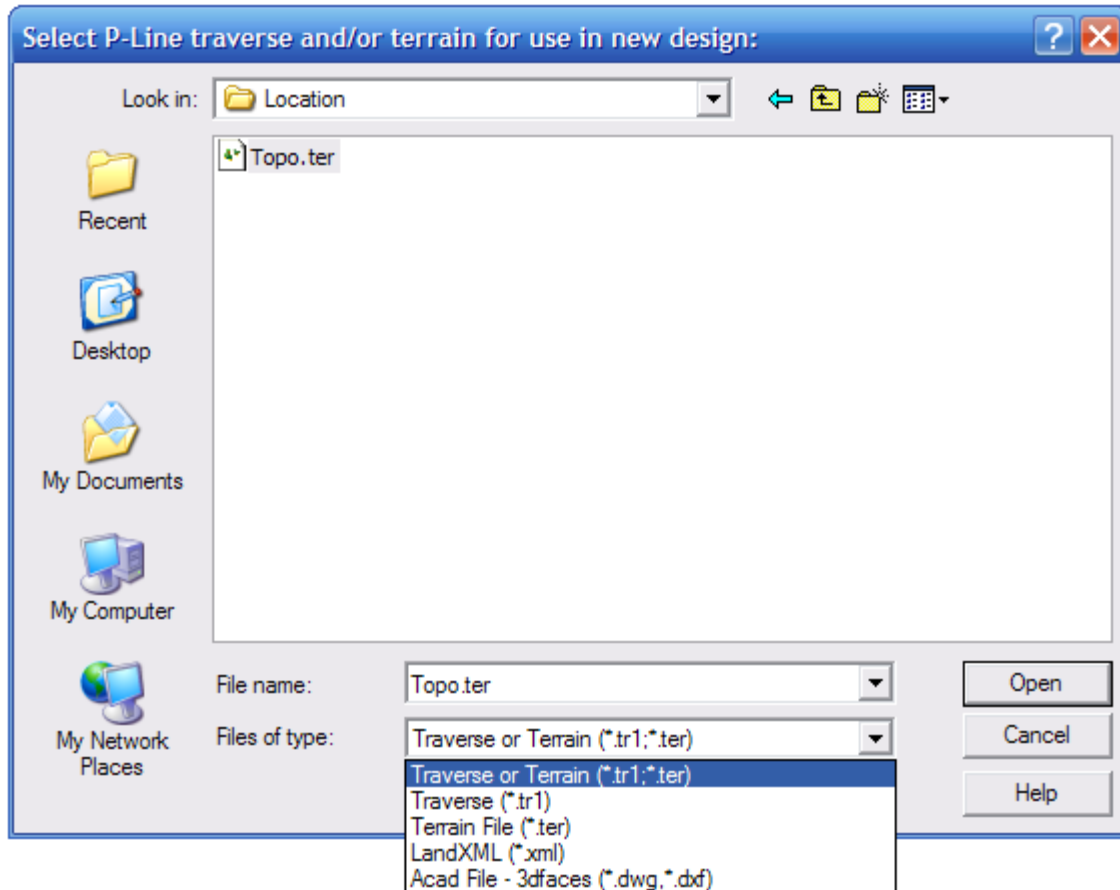 Select P-Line traverse and/or terrain for use in new design:
Look in: Location
Topo.ter
Recent
Desktop
My Documents
My Computer
My Network
Places
File name: Topo.ter Open
Files of type: Traverse or Terrain (*.tr1;*.ter) Cancel
Traverse or Terrain (*.tr1;*.ter)
Traverse (*.tr1)
Help
Terrain File (*.ter)
LandXML (*.xml)
Acad File - 3dfaces (*.dwg,*.dxf)